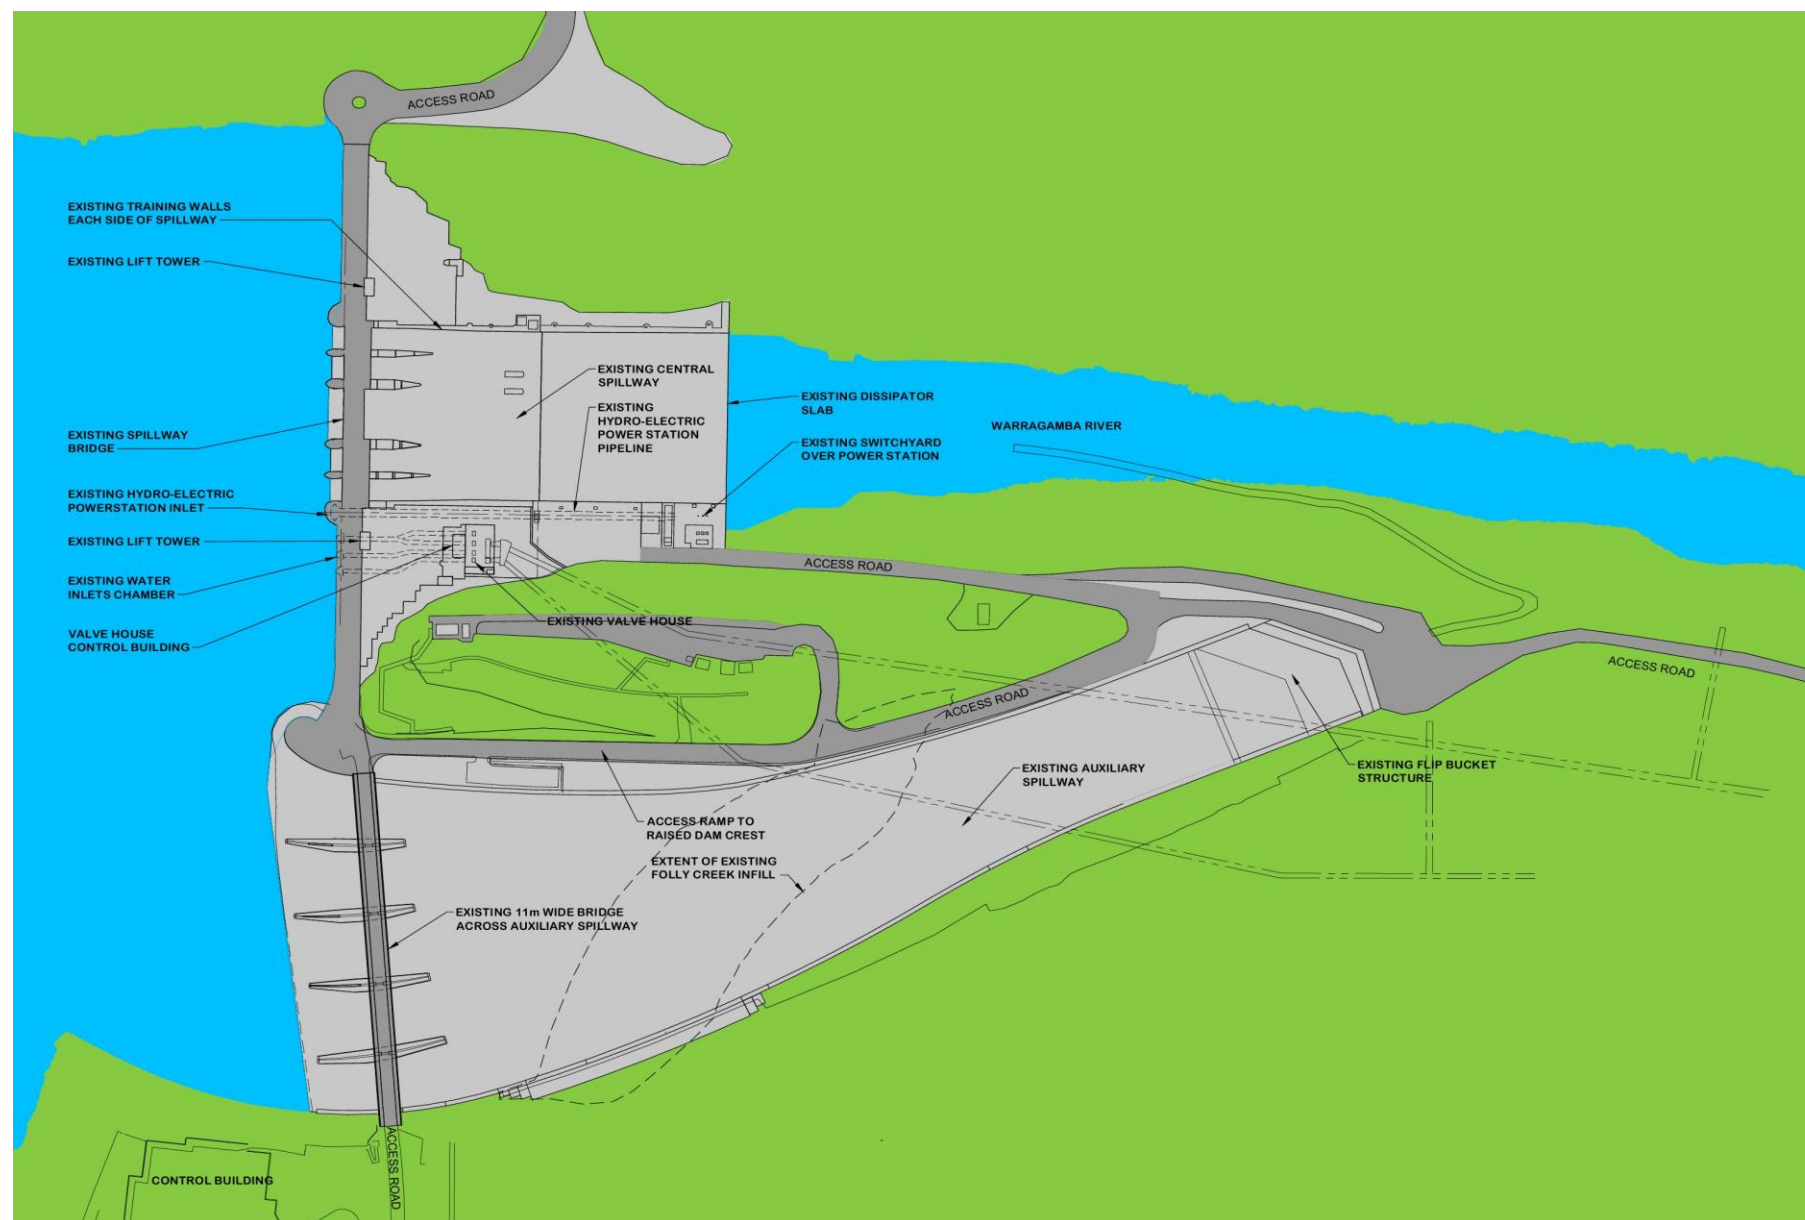 ACCESS ROAD
EXISTING TRAINING WALLS
EACH SIDE OF SPILLWAY
EXISTING LIFT TOWER
EXISTING CENTRAL
SPILLWAY
EXISTING
HYDRO-ELECTRIC
POWER STATION
PIPELINE
EXISTING DISSIPATOR
SLAB
WARRAGAMBA RIVER
EXISTING SWITCHYARD
OVER POWER STATION
EXISTING SPILLWAY
BRIDGE
EXISTING HYDRO-ELECTRIC
POWERSTATION INLET
EXISTING LIFT TOWER
EXISTING WATER
INLETS CHAMBER
VALVE HOUSE
CONTROL BUILDING
ACCESS ROAD
EXISTING VALVE HOUSE
ACCESS ROAD
ACCESS ROAD
EXISTING AUXILIARY
SPILLWAY
EXISTING FLIP BUCKET
STRUCTURE
ACCESS RAMP TO
RAISED DAM CREST
EXTENT OF EXISTING
FOLLY CREEK INFILL
EXISTING 11m WIDE BRIDGE
ACROSS AUXILIARY SPILLWAY
ACCESS ROAD
CONTROL BUILDING